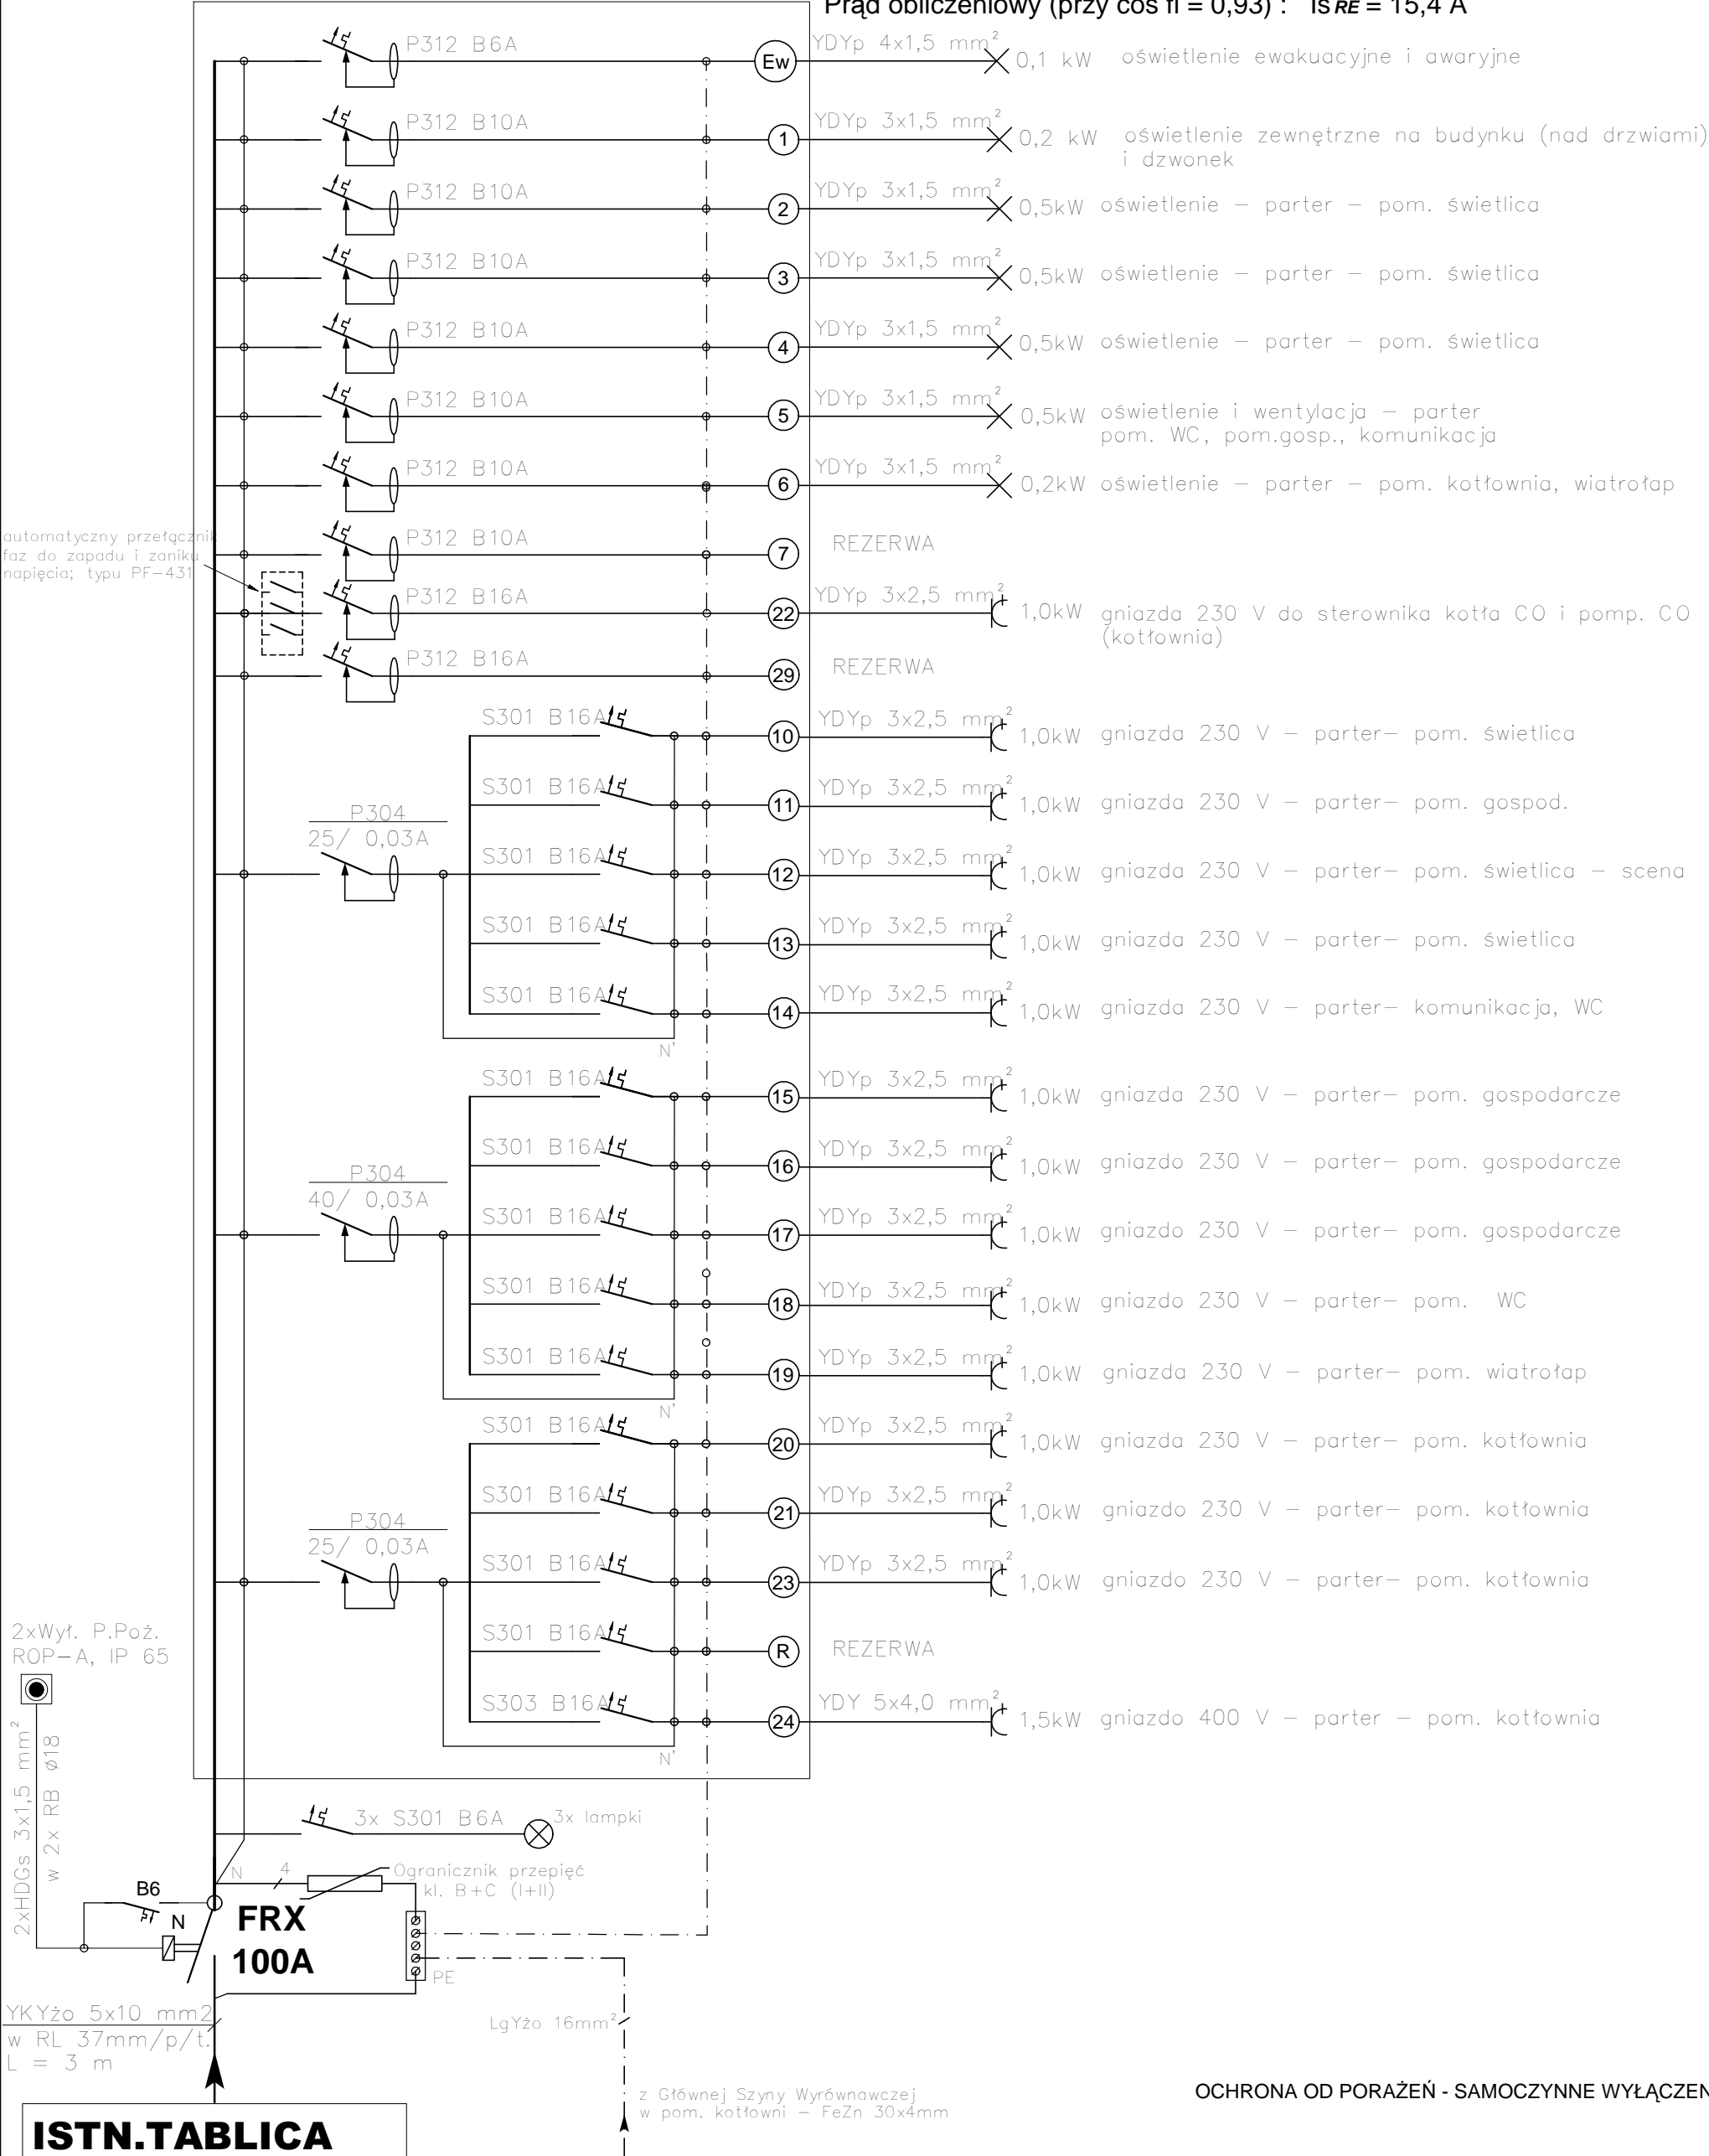 Prąd obliczeniowy (przy cos fi = 0,93) : Is RE = 15,4 A
P312 B6A Ew YDYp 4x1,5 mm² 0,1 kW oświetlenie ewakuacyjne i awaryjne
P312 B10A 1 YDYp 3x1,5 mm² 0,2 kW oświetlenie zewnętrzne na budynku (nad drzwiami)
i dzwonek
P312 B10A 2 YDYp 3x1,5 mm² 0,5kW oświetlenie – parter – pom. świetlica
P312 B10A 3 YDYp 3x1,5 mm² 0,5kW oświetlenie – parter – pom. świetlica
P312 B10A 4 YDYp 3x1,5 mm² 0,5kW oświetlenie – parter – pom. świetlica
P312 B10A 5 YDYp 3x1,5 mm² 0,5kW oświetlenie i wentylacja – parter
pom. WC, pom.gosp., komunikacja
P312 B10A 6 YDYp 3x1,5 mm² 0,2kW oświetlenie – parter – pom. kotłownia, wiatrołap
automatyczny przełącznik
faz do zapadu i zaniku
napięcia; typu PF–431
P312 B10A 7 REZERWA
P312 B16A 22 YDYp 3x2,5 mm² 1,0kW gniazda 230 V do sterownika kotła CO i pomp. CO
(kotłownia)
P312 B16A 29 REZERWA
S301 B16A 10 YDYp 3x2,5 mm² 1,0kW gniazda 230 V – parter– pom. świetlica
S301 B16A 11 YDYp 3x2,5 mm² 1,0kW gniazda 230 V – parter– pom. gospod.
P304
25/ 0,03A
S301 B16A 12 YDYp 3x2,5 mm² 1,0kW gniazda 230 V – parter– pom. świetlica – scena
S301 B16A 13 YDYp 3x2,5 mm² 1,0kW gniazda 230 V – parter– pom. świetlica
S301 B16A 14 YDYp 3x2,5 mm² 1,0kW gniazda 230 V – parter– komunikacja, WC
N'
S301 B16A 15 YDYp 3x2,5 mm² 1,0kW gniazda 230 V – parter– pom. gospodarcze
S301 B16A 16 YDYp 3x2,5 mm² 1,0kW gniazdo 230 V – parter– pom. gospodarcze
P304
40/ 0,03A
S301 B16A 17 YDYp 3x2,5 mm² 1,0kW gniazdo 230 V – parter– pom. gospodarcze
S301 B16A 18 YDYp 3x2,5 mm² 1,0kW gniazdo 230 V – parter– pom. WC
S301 B16A 19 YDYp 3x2,5 mm² 1,0kW gniazda 230 V – parter– pom. wiatrołap
N'
S301 B16A 20 YDYp 3x2,5 mm² 1,0kW gniazda 230 V – parter– pom. kotłownia
S301 B16A 21 YDYp 3x2,5 mm² 1,0kW gniazdo 230 V – parter– pom. kotłownia
P304
25/ 0,03A
S301 B16A 23 YDYp 3x2,5 mm² 1,0kW gniazdo 230 V – parter– pom. kotłownia
S301 B16A R REZERWA
S303 B16A 24 YDY 5x4,0 mm² 1,5kW gniazdo 400 V – parter – pom. kotłownia
N'
2xWył. P.Poż.
ROP–A, IP 65
2xHDGs 3x1,5 mm²
w 2x RB ø18
3x S301 B6A 3x lampki
N 4 Ogranicznik przepięć
kl. B+C (I+II)
B6
N
FRX
100A
PE
YKYżo 5x10 mm2
w RL 37mm/p/t.
L = 3 m
LgYżo 16mm²
z Głównej Szyny Wyrównawczej
w pom. kotłowni – FeZn 30x4mm
OCHRONA OD PORAŻEŃ - SAMOCZYNNE WYŁĄCZEN
ISTN.TABLICA